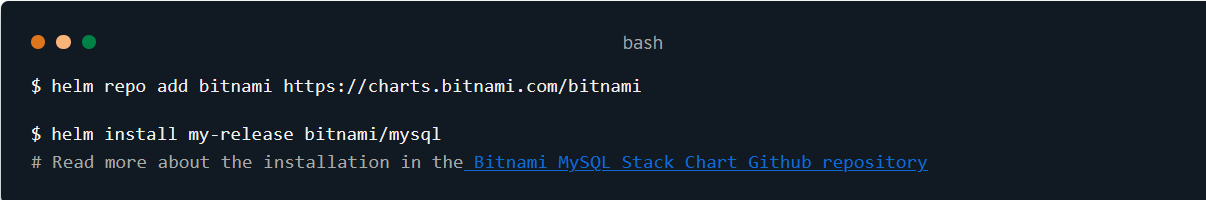 bash
$ helm repo add bitnami https://charts.bitnami.com/bitnami
$ helm install my-release bitnami/mysql
# Read more about the installation in the Bitnami MySQL Stack Chart Github repository